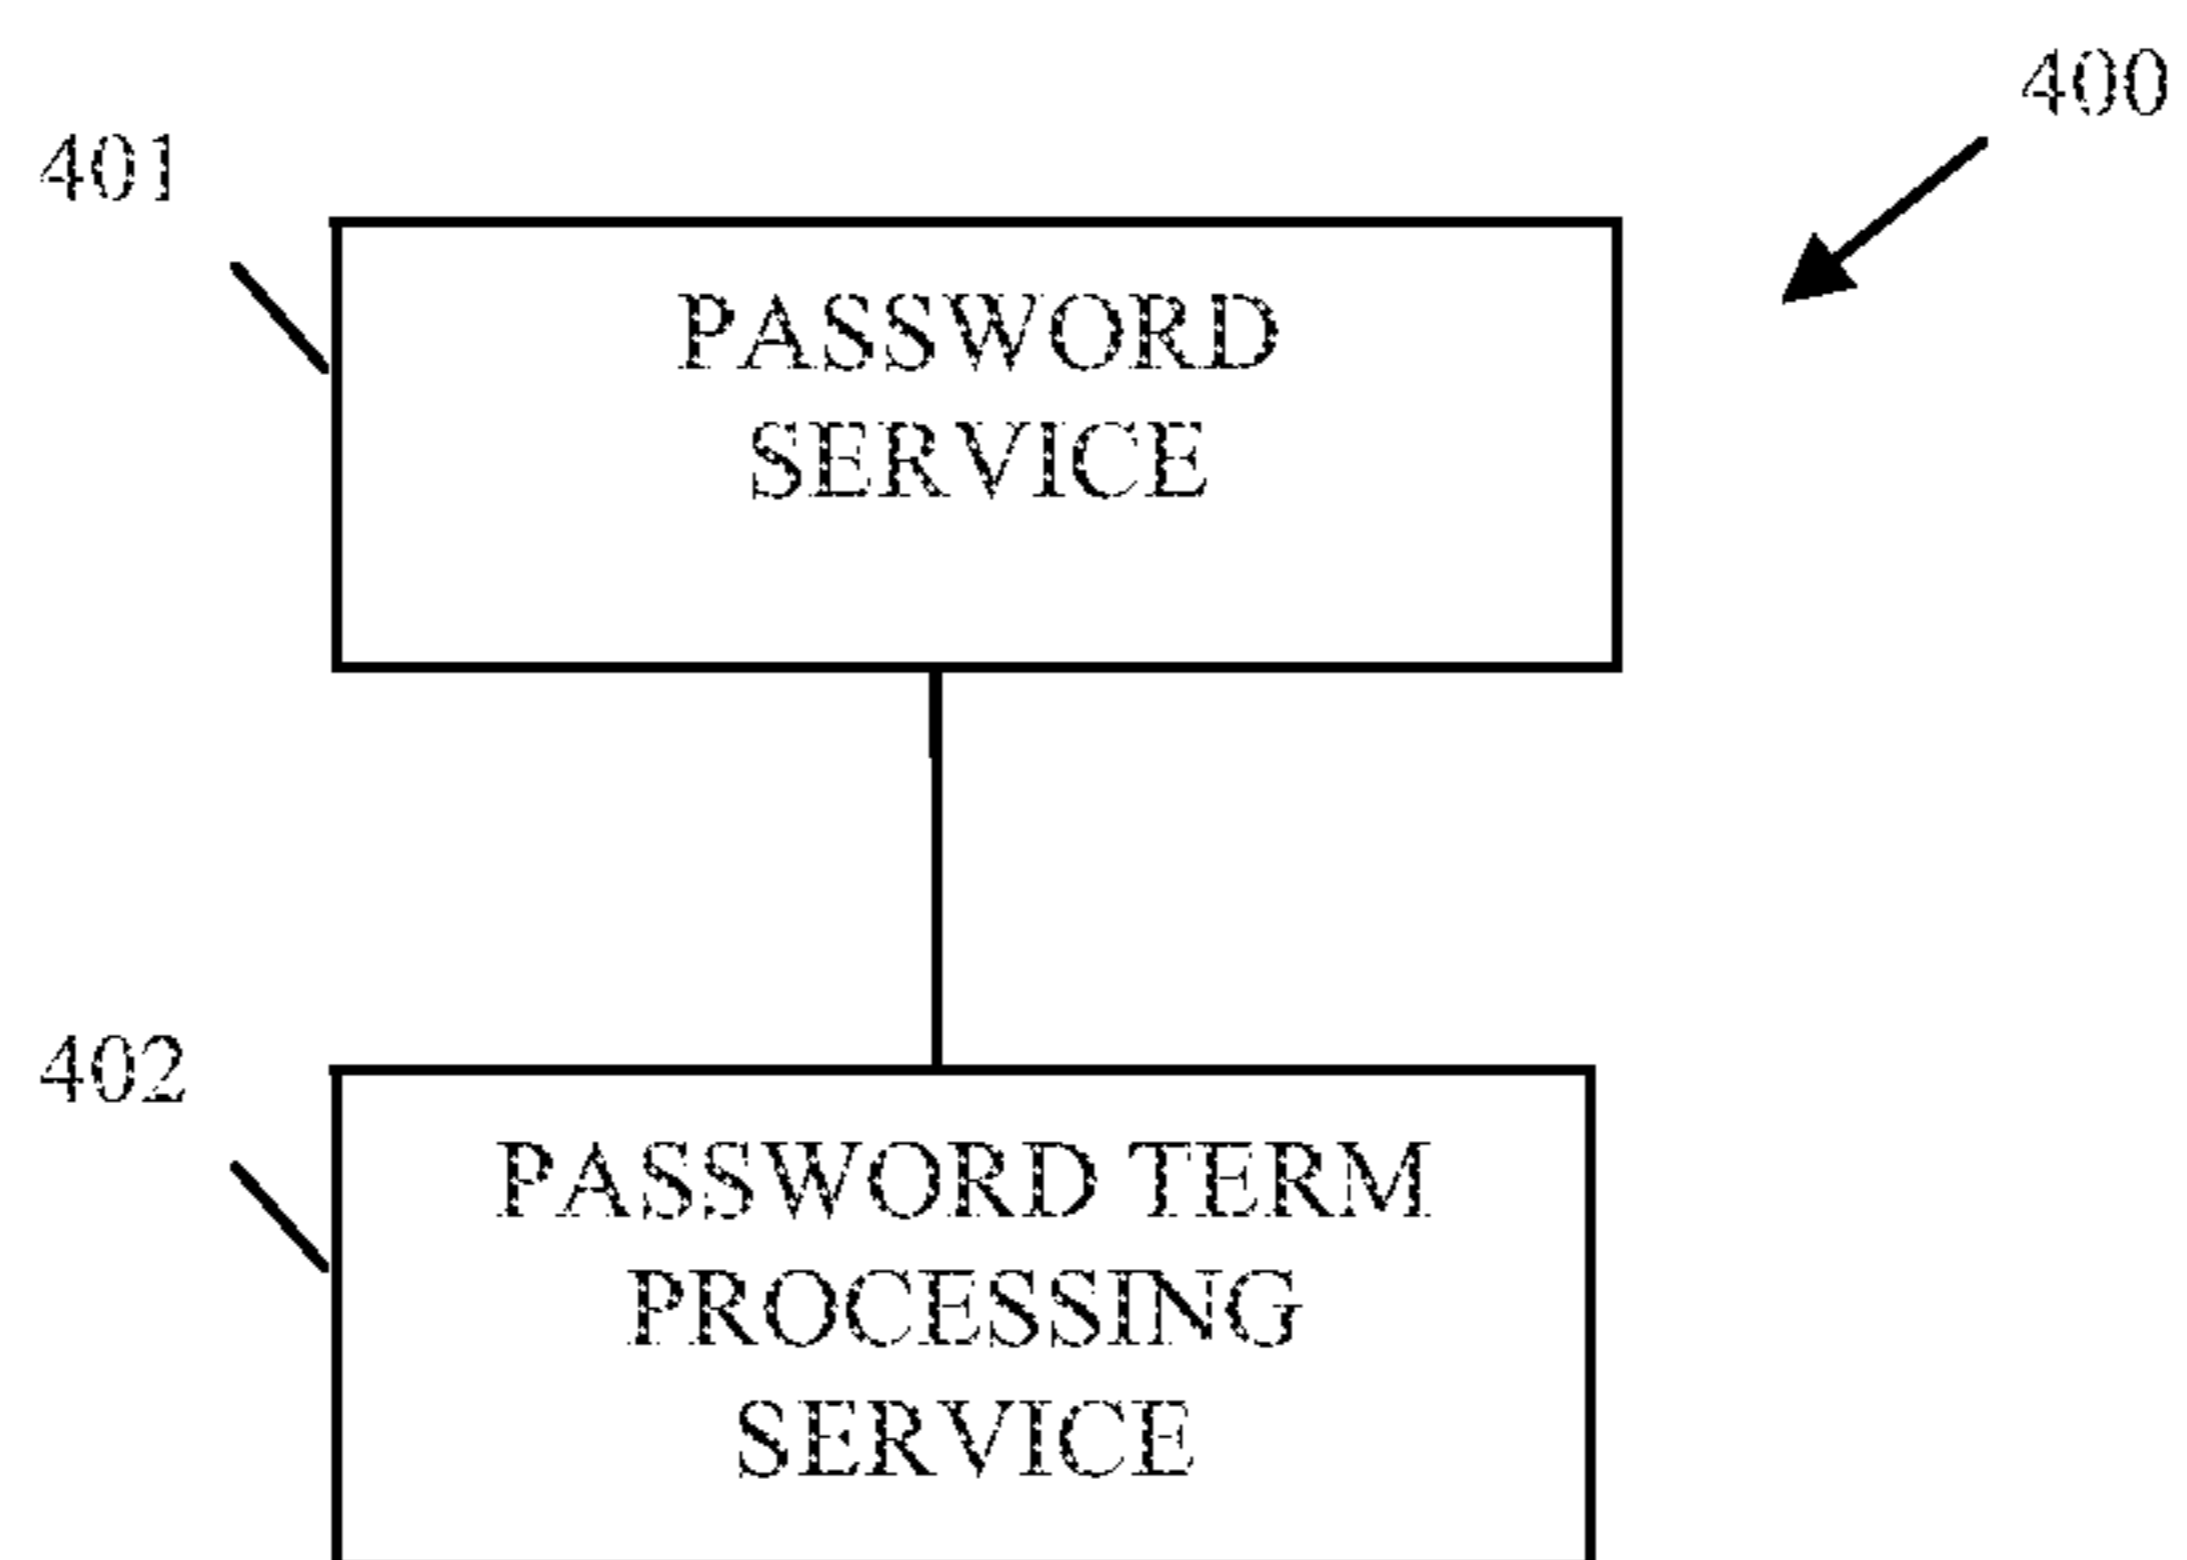 400
401
PASSWORD
SERVICE
402
PASSWORD TERM
PROCESSING
SERVICE